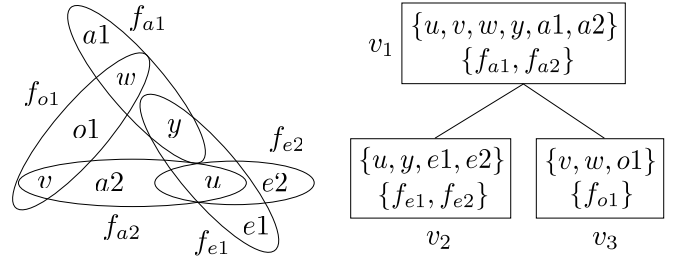 f_{a1}
a1
w
f_{o1}
o1
y
f_{e2}
v
a2
u
e2
f_{a2}
f_{e1}
e1
v_1
{u, v, w, y, a1, a2}
{f_{a1}, f_{a2}}
{u, y, e1, e2}
{f_{e1}, f_{e2}}
v_2
{v, w, o1}
{f_{o1}}
v_3